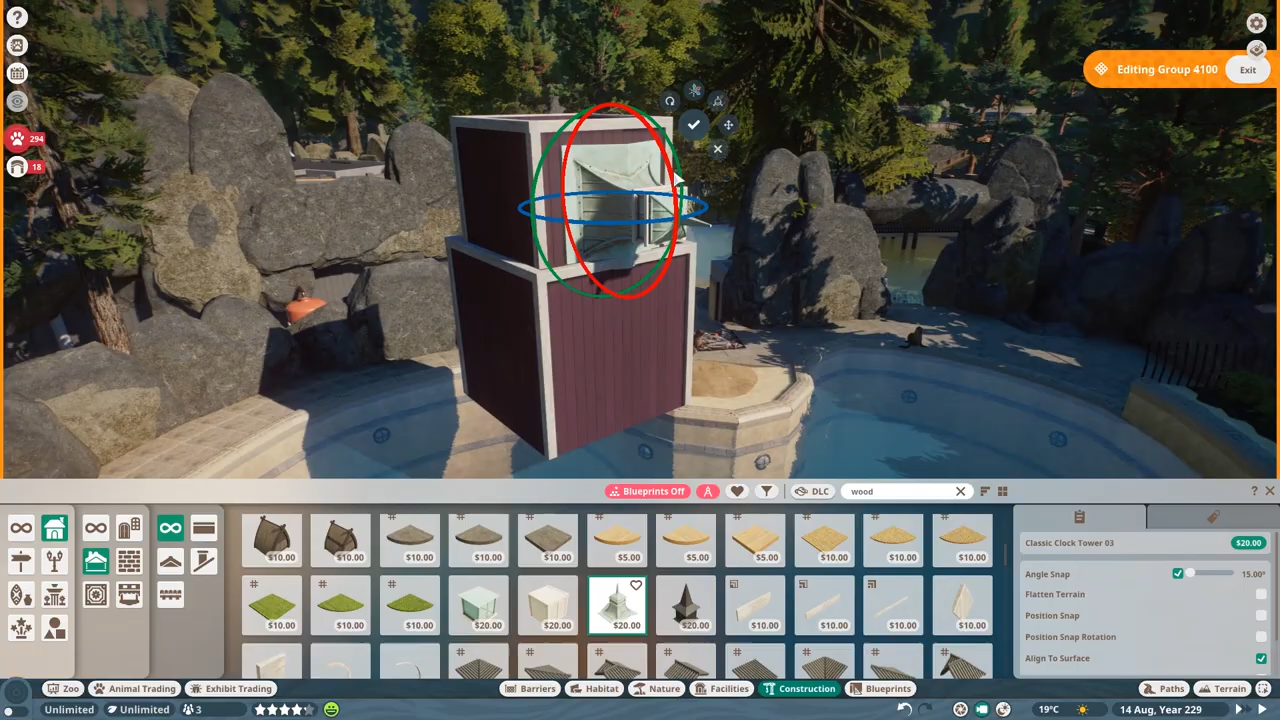 Editing Group 4100
Exit
294
18
Blueprints Off
DLC
wood
$10.00
$10.00
$10.00
$10.00
$10.00
$5.00
$5.00
$5.00
$10.00
$10.00
$10.00
$10.00
$10.00
$10.00
$20.00
$20.00
$20.00
$20.00
$10.00
$10.00
$10.00
$10.00
Classic Clock Tower 03
$20.00
Angle Snap
15.00°
Flatten Terrain
Position Snap
Position Snap Rotation
Align To Surface
Zoo
Animal Trading
Exhibit Trading
Barriers
Habitat
Nature
Facilities
Construction
Blueprints
Paths
Terrain
Unlimited
Unlimited
3
19°C
14 Aug, Year 229